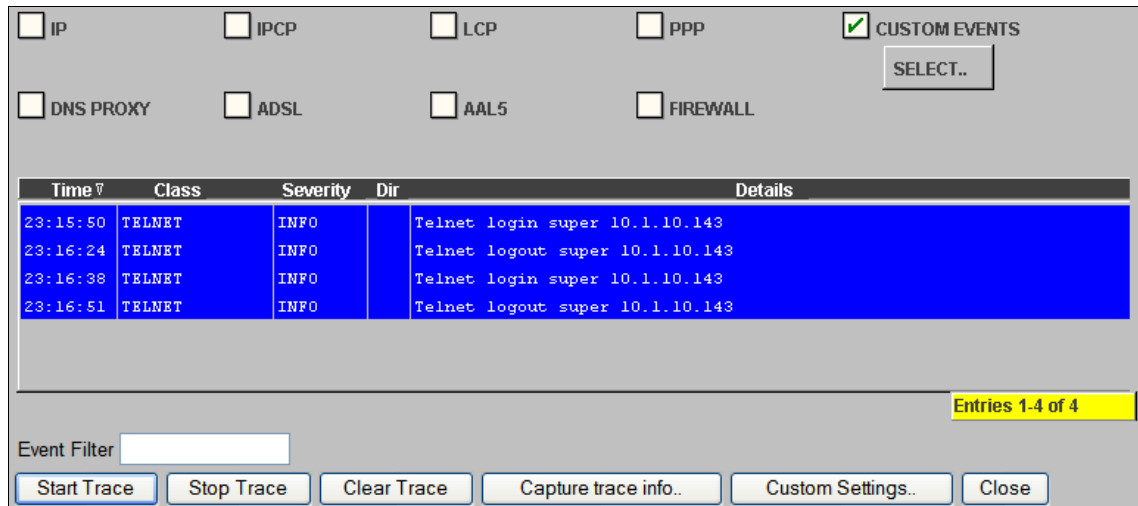 IP IPCP LCP PPP CUSTOM EVENTS
SELECT..
DNS PROXY ADSL AAL5 FIREWALL
Time Class Severity Dir Details
23:15:50 TELNET INFO Telnet login super 10.1.10.143
23:16:24 TELNET INFO Telnet logout super 10.1.10.143
23:16:38 TELNET INFO Telnet login super 10.1.10.143
23:16:51 TELNET INFO Telnet logout super 10.1.10.143
Entries 1-4 of 4
Event Filter
Start Trace Stop Trace Clear Trace Capture trace info.. Custom Settings.. Close